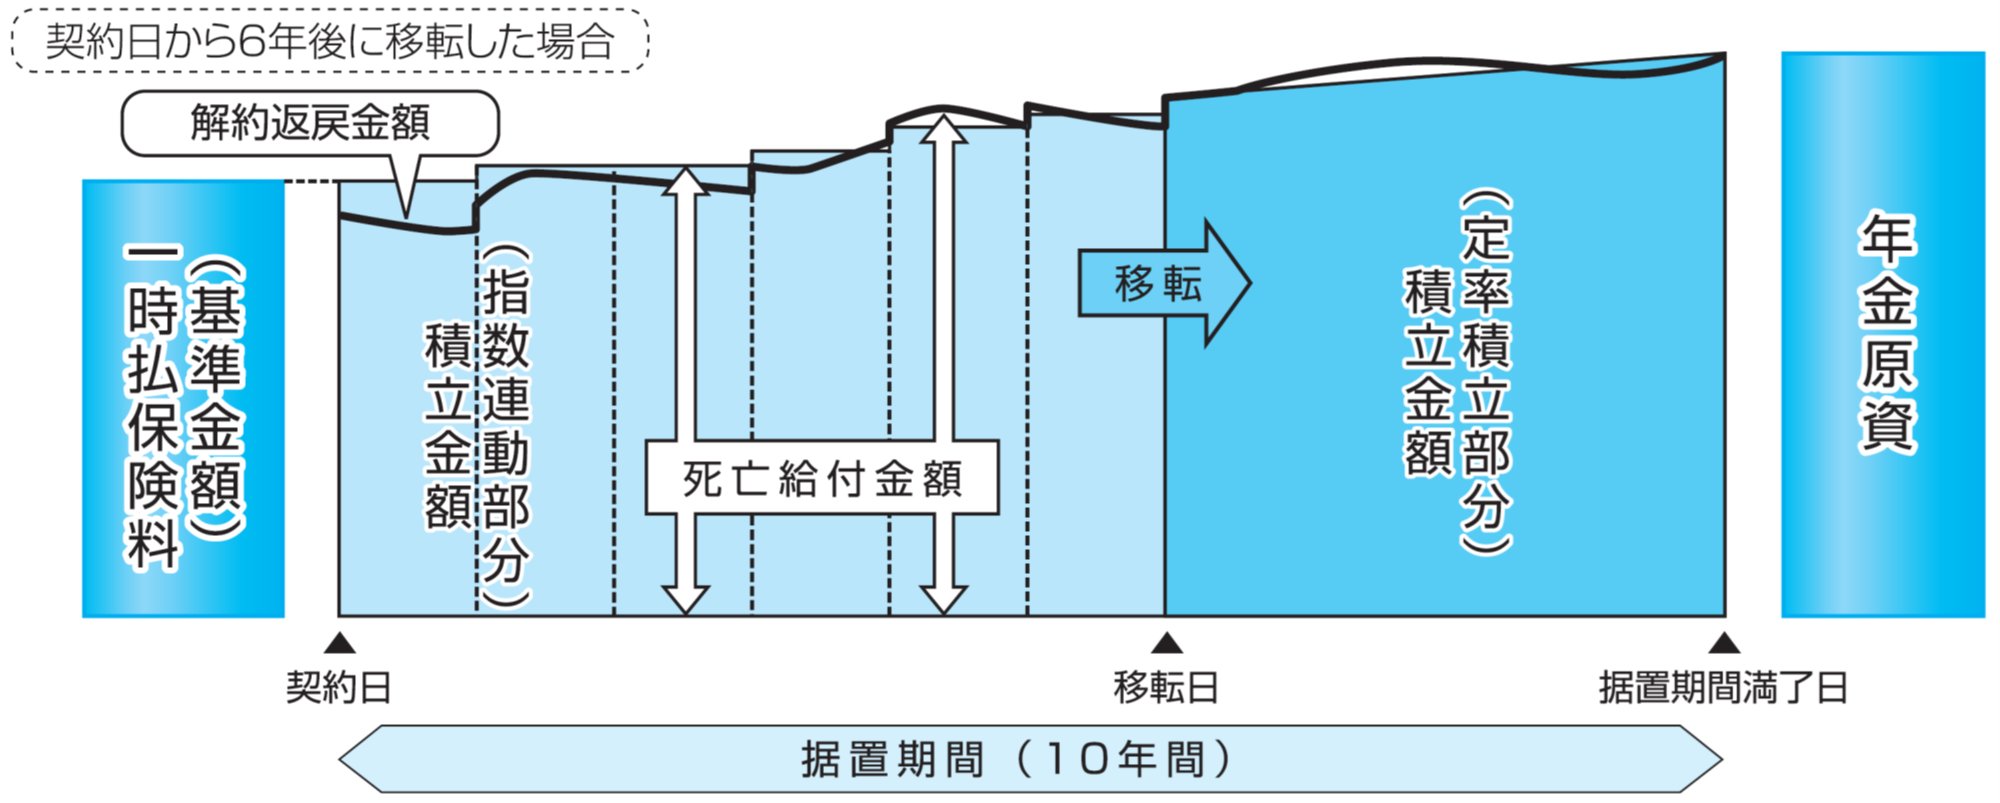 契約日から6年後に移転した場合
解約返戻金額
(基準金額)
一時払保険料
(指数連動部分)
積立金額
死亡給付金額
移転
(定率積立部分)
積立金額
年金原資
契約日
移転日
据置期間満了日
据置期間(10年間)